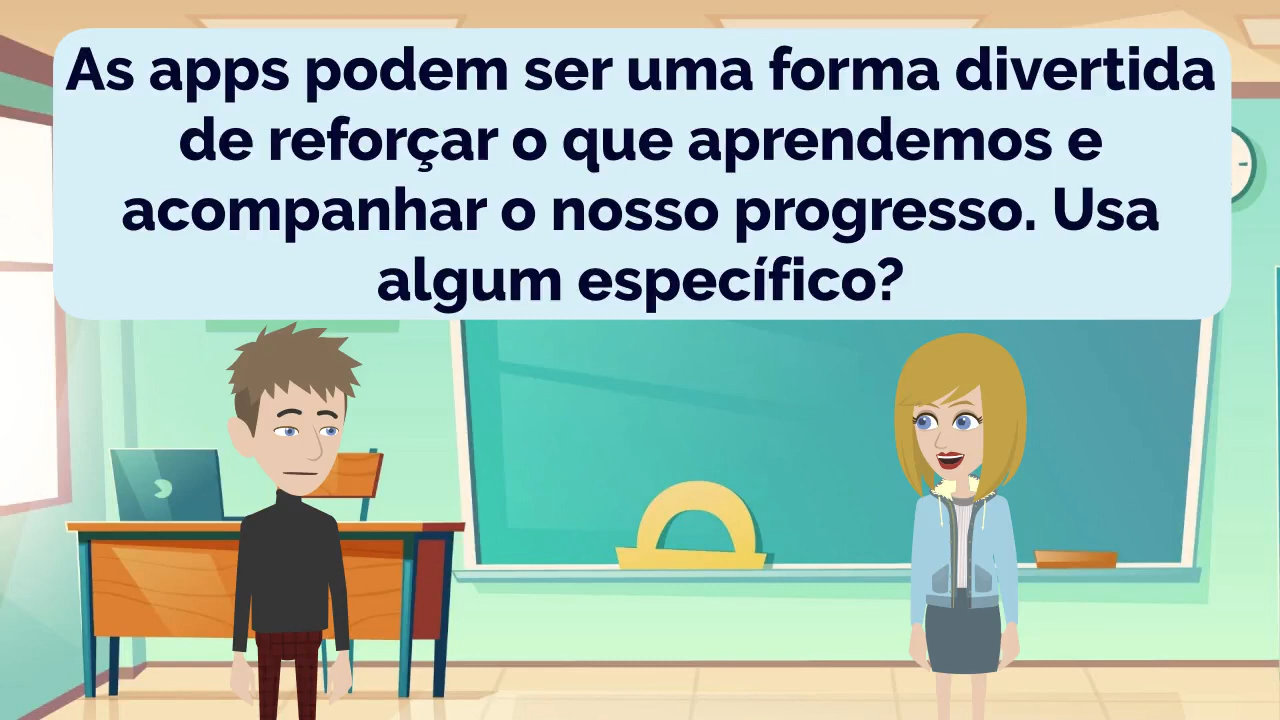 As apps podem ser uma forma divertida
de reforçar o que aprendemos e
acompanhar o nosso progresso. Usa
algum específico?